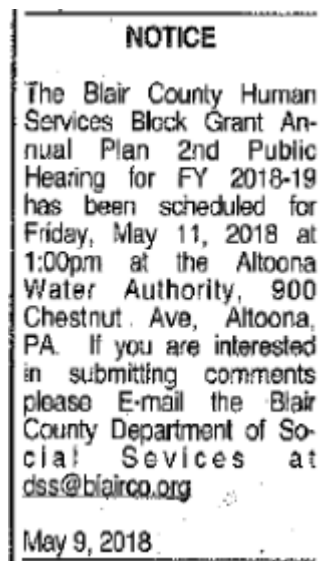 NOTICE
The Blair County Human
Services Block Grant An-
nual Plan 2nd Public
Hearing for FY 2018-19
has been scheduled for
Friday, May 11, 2018 at
1:00pm at the Altoona
Water Authority, 900
Chestnut Ave, Altoona,
PA. If you are interested
in submitting comments
please E-mail the Blair
County Department of So-
cial Sevices at
dss@blairco.org
May 9, 2018